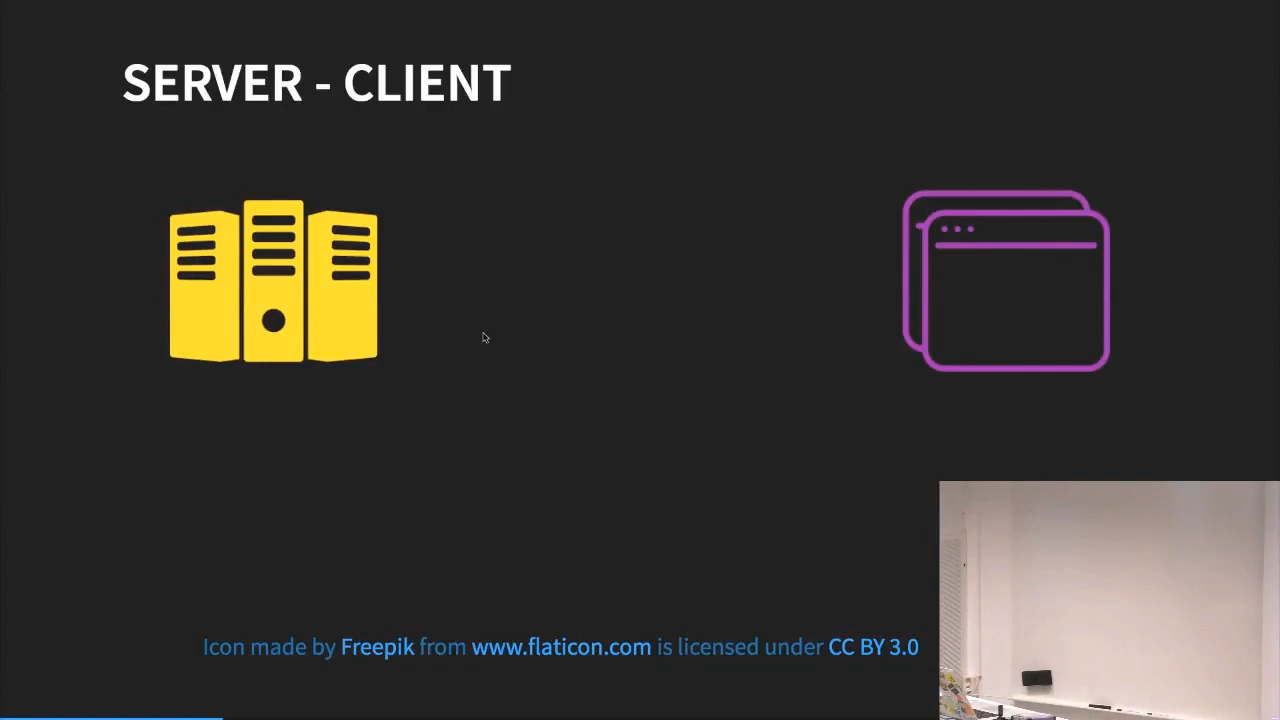 SERVER - CLIENT
Icon made by Freepik from www.flaticon.com is licensed under CC BY 3.0